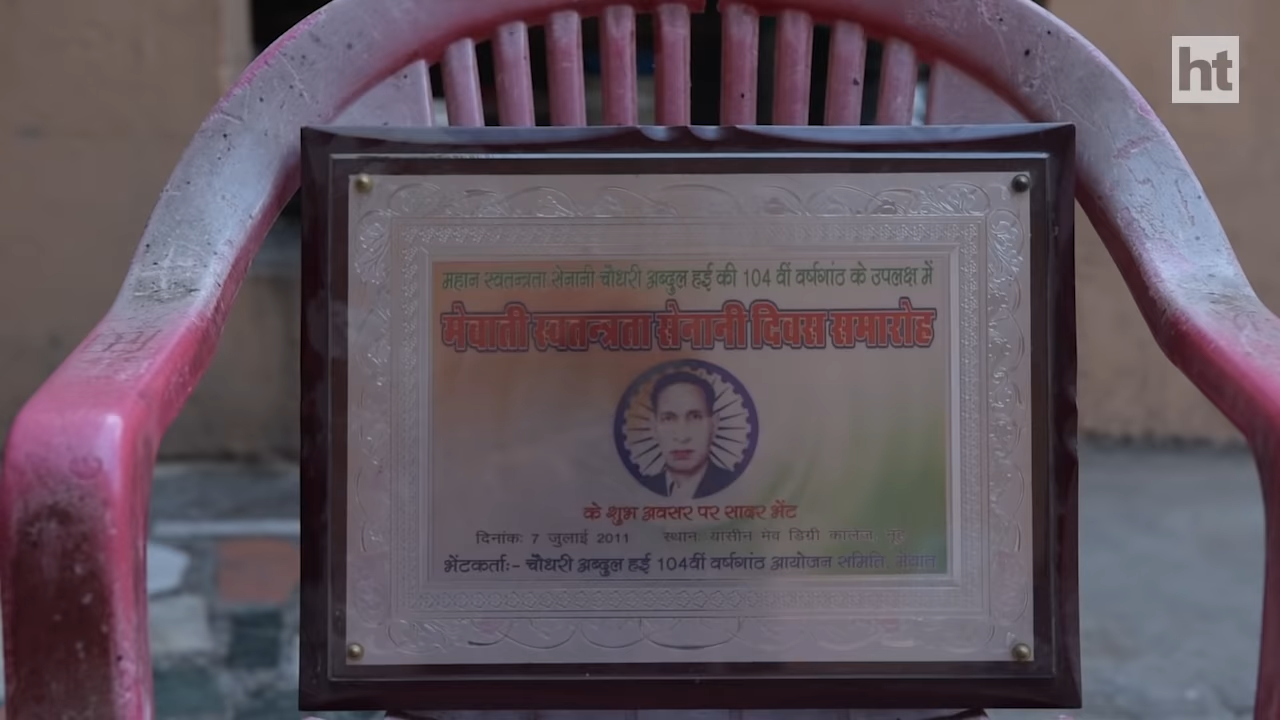 ht
महान स्वतन्त्रता सेनानी चौधरी अब्दुल हई की 104 वीं वर्षगांठ के उपलक्ष में
मेवाती स्वतन्त्रता सेनानी दिवस समारोह
के शुभ अवसर पर सादर भेंट
दिनांक: 7 जुलाई 2011 स्थान यासीन मेव डिग्री कालेज, नूह
भेंटकर्ता:- चौधरी अब्दुल हई 104वीं वर्षगांठ आयोजन समिति, मेवात